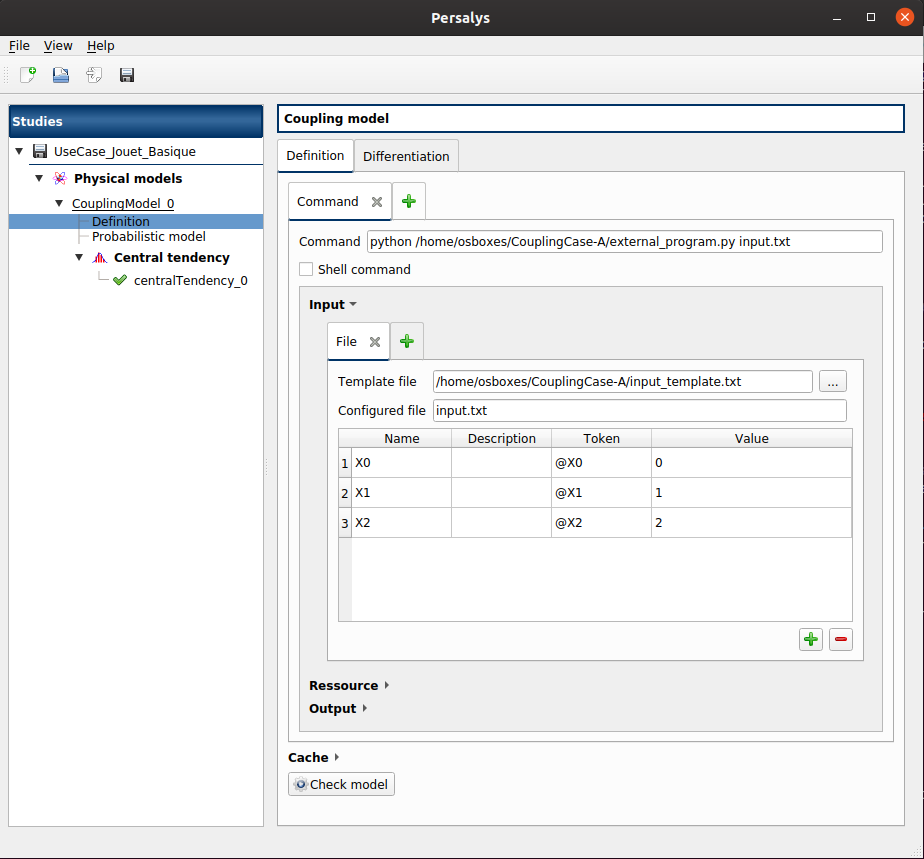 Persalys
File View Help
Studies
UseCase_Jouet_Basique
Physical models
CouplingModel_0
Definition
Probabilistic model
Central tendency
centralTendency_0
Coupling model
Definition Differentiation
Command
Command python /home/osboxes/CouplingCase-A/external_program.py input.txt
Shell command
Input
File
Template file /home/osboxes/CouplingCase-A/input_template.txt ...
Configured file input.txt
Name Description Token Value
1 X0 @X0 0
2 X1 @X1 1
3 X2 @X2 2
Ressource
Output
Cache
Check model